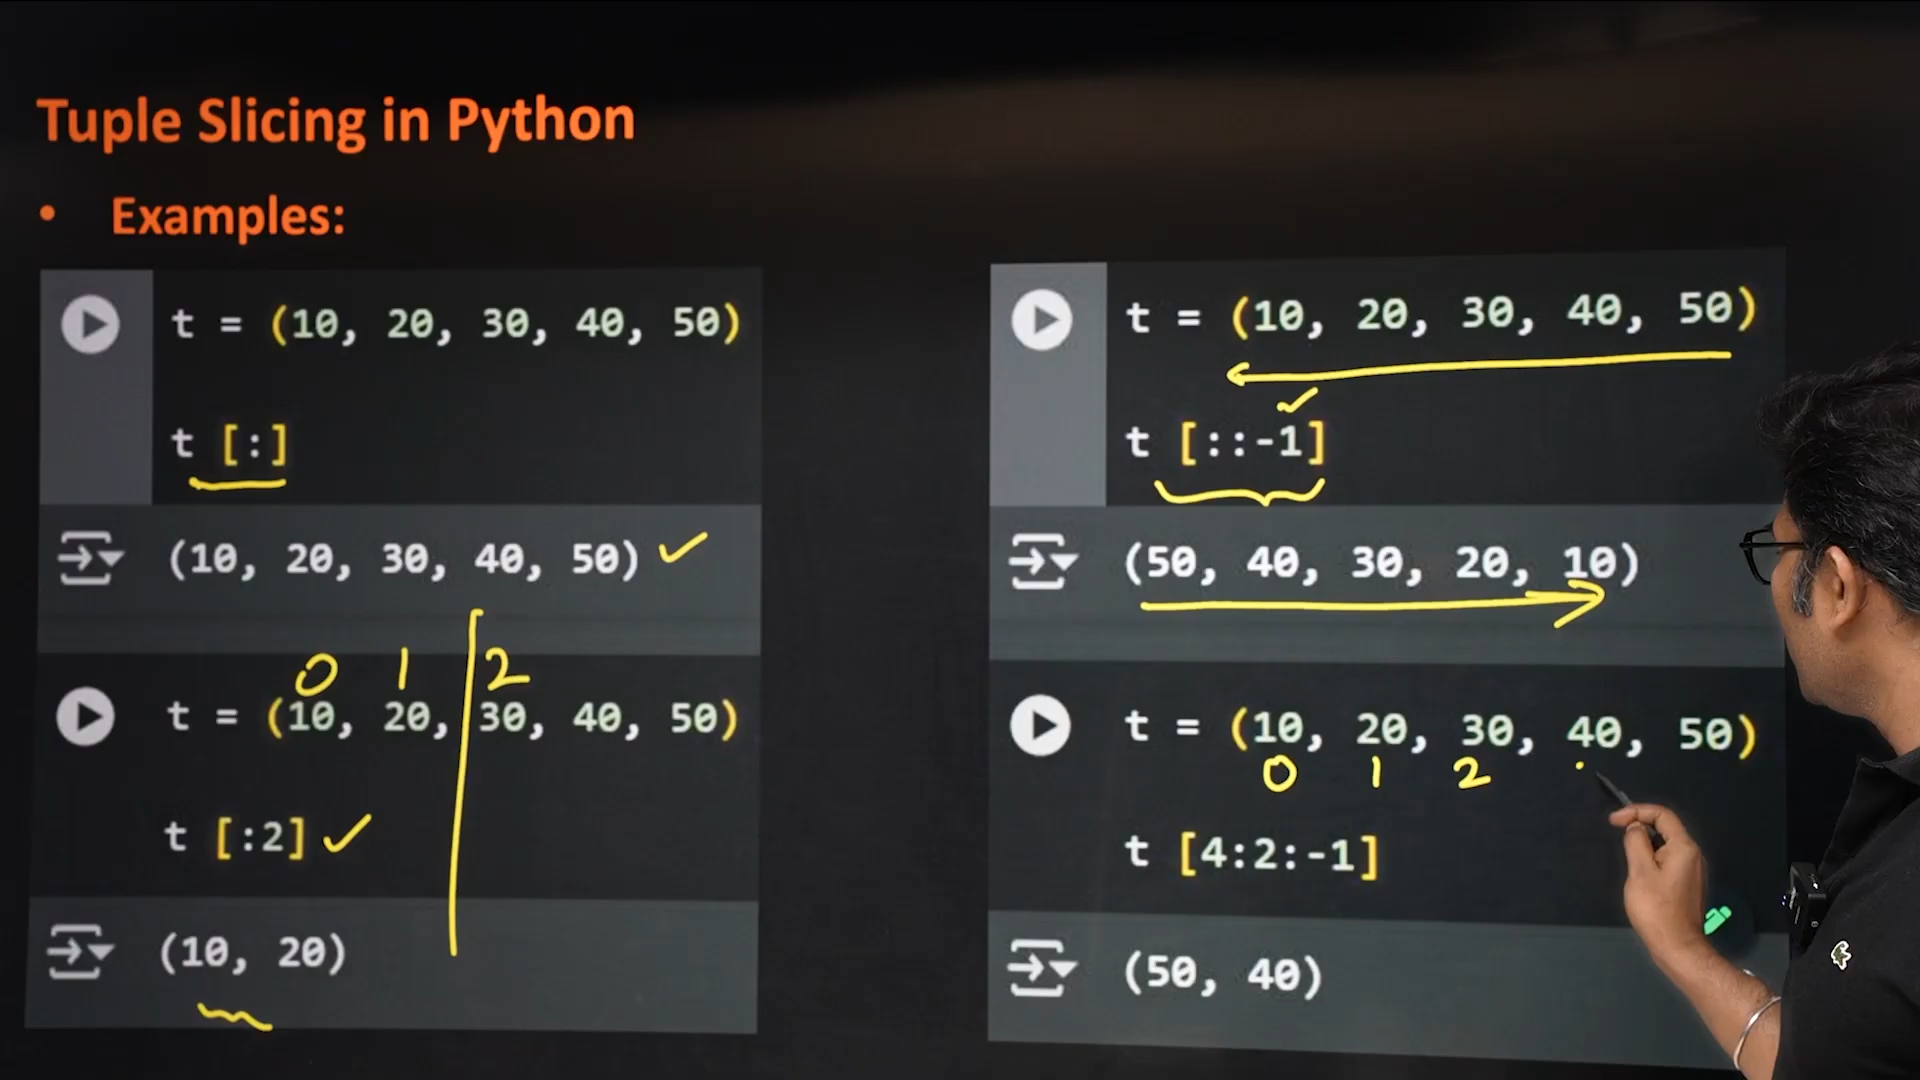 Tuple Slicing in Python
• Examples:
t = (10, 20, 30, 40, 50)
t [:]
(10, 20, 30, 40, 50)
0 1 2
t = (10, 20, 30, 40, 50)
t [:2]
(10, 20)
t = (10, 20, 30, 40, 50)
t [::-1]
(50, 40, 30, 20, 10)
t = (10, 20, 30, 40, 50)
0 1 2
t [4:2:-1]
(50, 40)